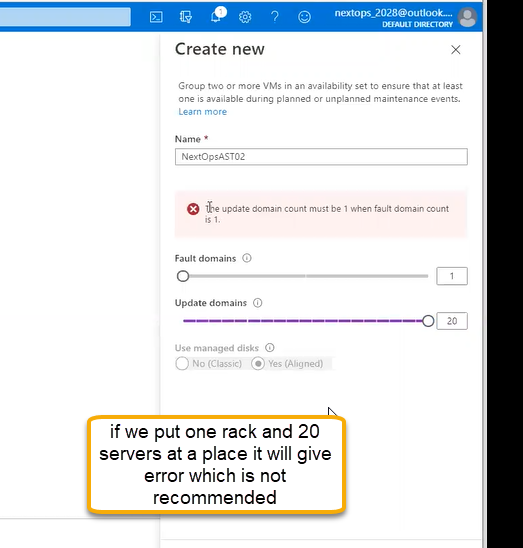 1
nextops_2028@outlook....
DEFAULT DIRECTORY
Create new
Group two or more VMs in an availability set to ensure that at least
one is available during planned or unplanned maintenance events.
Learn more
Name *
NextOpsAST02
The update domain count must be 1 when fault domain count
is 1.
Fault domains
1
Update domains
20
Use managed disks
No (Classic) Yes (Aligned)
if we put one rack and 20
servers at a place it will give
error which is not
recommended